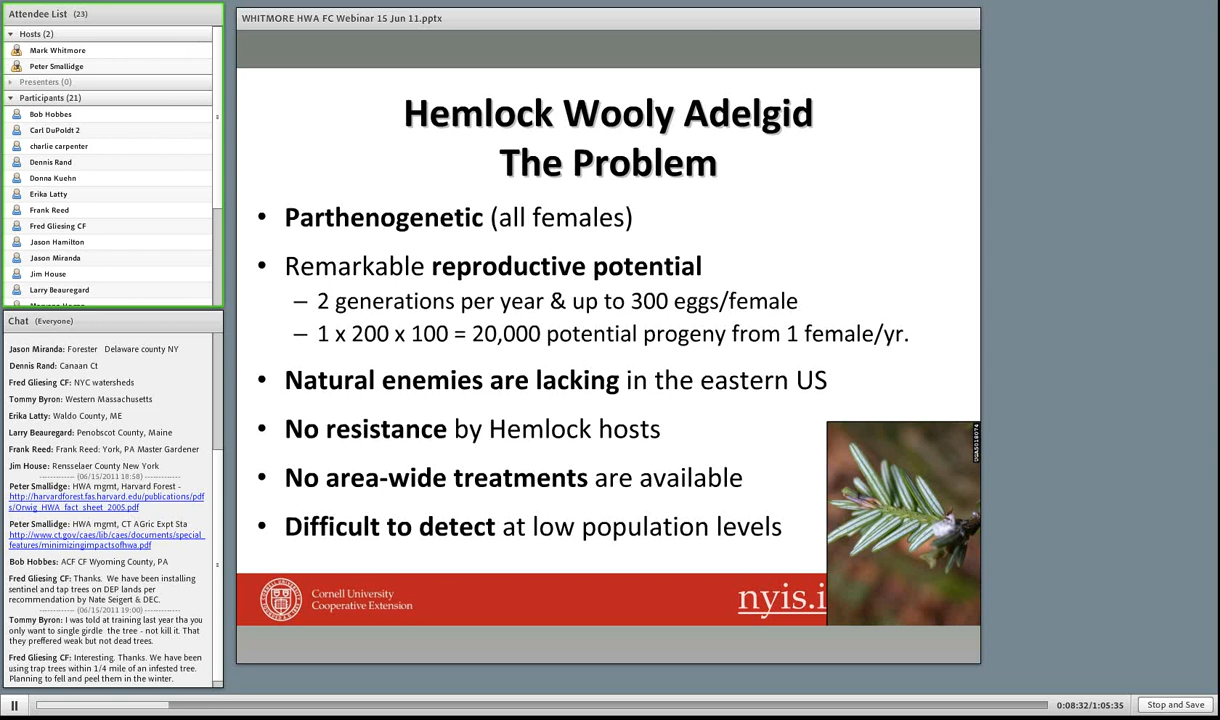 Attendee List (23)
Hosts (2)
Mark Whitmore
Peter Smallidge
Presenters (0)
Participants (21)
Bob Hobbes
Carl DuPoldt 2
charlie carpenter
Dennis Rand
Donna Kuehn
Erika Latty
Frank Reed
Fred Gliesing CF
Jason Hamilton
Jason Miranda
Jim House
Larry Beauregard
Chat (Everyone)
Jason Miranda: Forester Delaware county NY
Dennis Rand: Canaan Ct
Fred Gliesing CF: NYC watersheds
Tommy Byron: Western Massachusetts
Erika Latty: Waldo County, ME
Larry Beauregard: Penobscot County, Maine
Frank Reed: Frank Reed: York, PA Master Gardener
Jim House: Rensselaer County New York
------------- (06/15/2011 18:58) -------------
Peter Smallidge: HWA mgmt, Harvard Forest -
http://harvardforest.fas.harvard.edu/publications/pdf
s/Orwig_HWA_fact_sheet_2005.pdf
Peter Smallidge: HWA mgmt, CT AGric Expt Sta
http://www.ct.gov/caes/lib/caes/documents/special_
features/minimizingimpactsofhwa.pdf
Bob Hobbes: ACF CF Wyoming County, PA
Fred Gliesing CF: Thanks. We have been installing
sentinel and tap trees on DEP lands per
recommendation by Nate Seigert & DEC.
------------- (06/15/2011 19:00) -------------
Tommy Byron: I was told at training last year tha you
only want to single girdle the tree - not kill it. That
they preffered weak but not dead trees.
Fred Gliesing CF: Interesting. Thanks. We have been
using trap trees within 1/4 mile of an infested tree.
Planning to fell and peel them in the winter.
WHITMORE HWA FC Webinar 15 Jun 11.pptx
Hemlock Wooly Adelgid
The Problem
• Parthenogenetic (all females)
• Remarkable reproductive potential
– 2 generations per year & up to 300 eggs/female
– 1 x 200 x 100 = 20,000 potential progeny from 1 female/yr.
• Natural enemies are lacking in the eastern US
• No resistance by Hemlock hosts
• No area-wide treatments are available
• Difficult to detect at low population levels
Cornell University
Cooperative Extension
nyis.i
0:08:32/1:05:35
Stop and Save